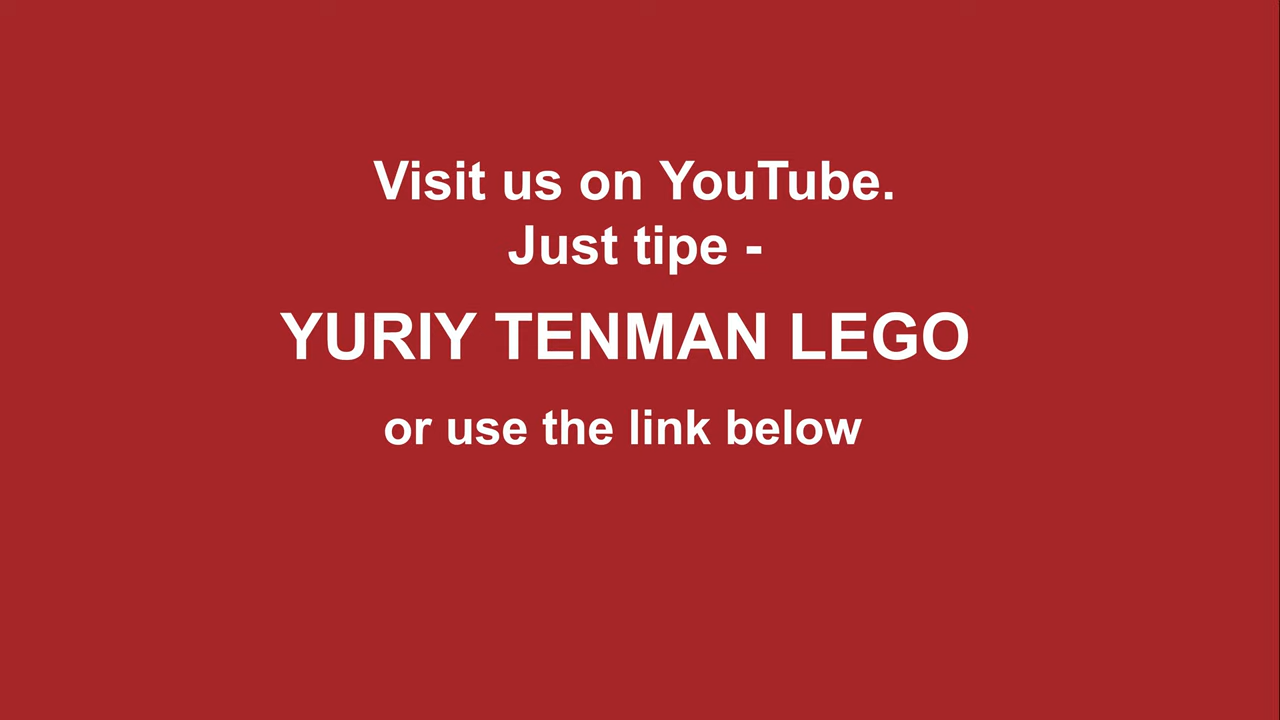 Visit us on YouTube.
Just tipe -
YURIY TENMAN LEGO
or use the link below